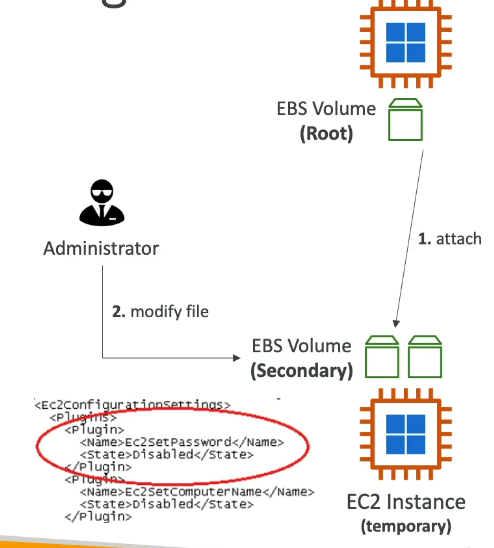 g
EBS Volume
(Root)
1. attach
Administrator
2. modify file
EBS Volume
(Secondary)
<Ec2ConfigurationSettings>
<Plugins>
<Plugin>
<Name>Ec2SetPassword</Name>
<State>Disabled</State>
</Plugin>
<Plugin>
<Name>Ec2SetComputerName</Name>
<State>Disabled</State>
</Plugin>
EC2 Instance
(temporary)